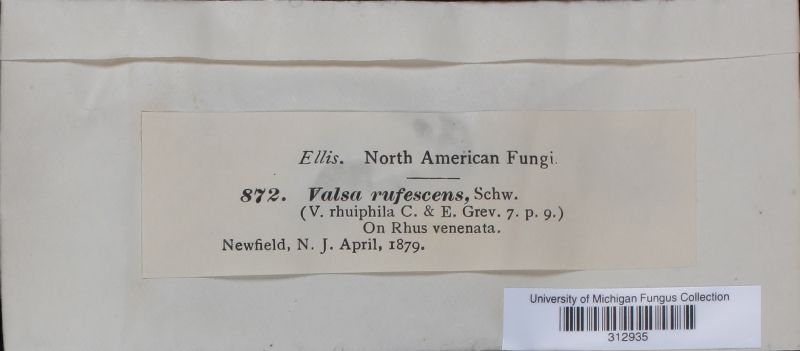 Ellis. North American Fungi.
872. Valsa rufescens, Schw.
(V. rhuiphila C. & E. Grev. 7. p. 9.)
On Rhus venenata.
Newfield, N. J. April, 1879.
University of Michigan Fungus Collection
312935